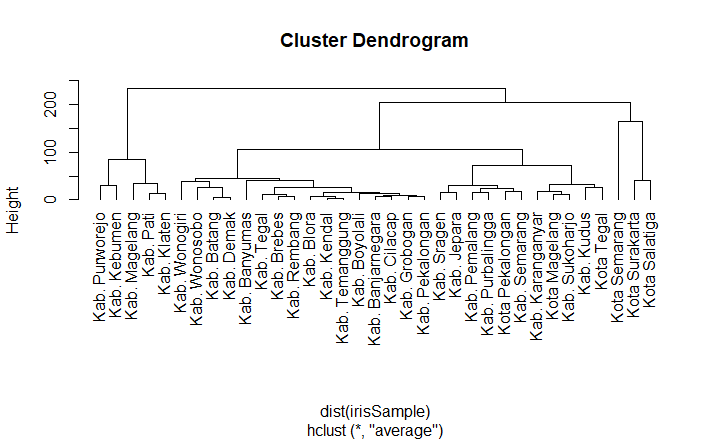 Cluster Dendrogram
Height
0
100
200
Kab. Purworejo
Kab. Kebumen
Kab. Magelang
Kab. Pati
Kab. Klaten
Kab. Wonogiri
Kab. Wonosobo
Kab. Batang
Kab. Demak
Kab. Banyumas
Kab. Tegal
Kab. Brebes
Kab. Rembang
Kab. Blora
Kab. Kendal
Kab. Temanggung
Kab. Boyolali
Kab. Banjarnegara
Kab. Cilacap
Kab. Grobogan
Kab. Pekalongan
Kab. Sragen
Kab. Jepara
Kab. Pemalang
Kab. Purbalingga
Kota Pekalongan
Kab. Semarang
Kab. Karanganyar
Kota Magelang
Kab. Sukoharjo
Kab. Kudus
Kota Tegal
Kota Semarang
Kota Surakarta
Kota Salatiga
dist(irisSample)
hclust (*, "average")